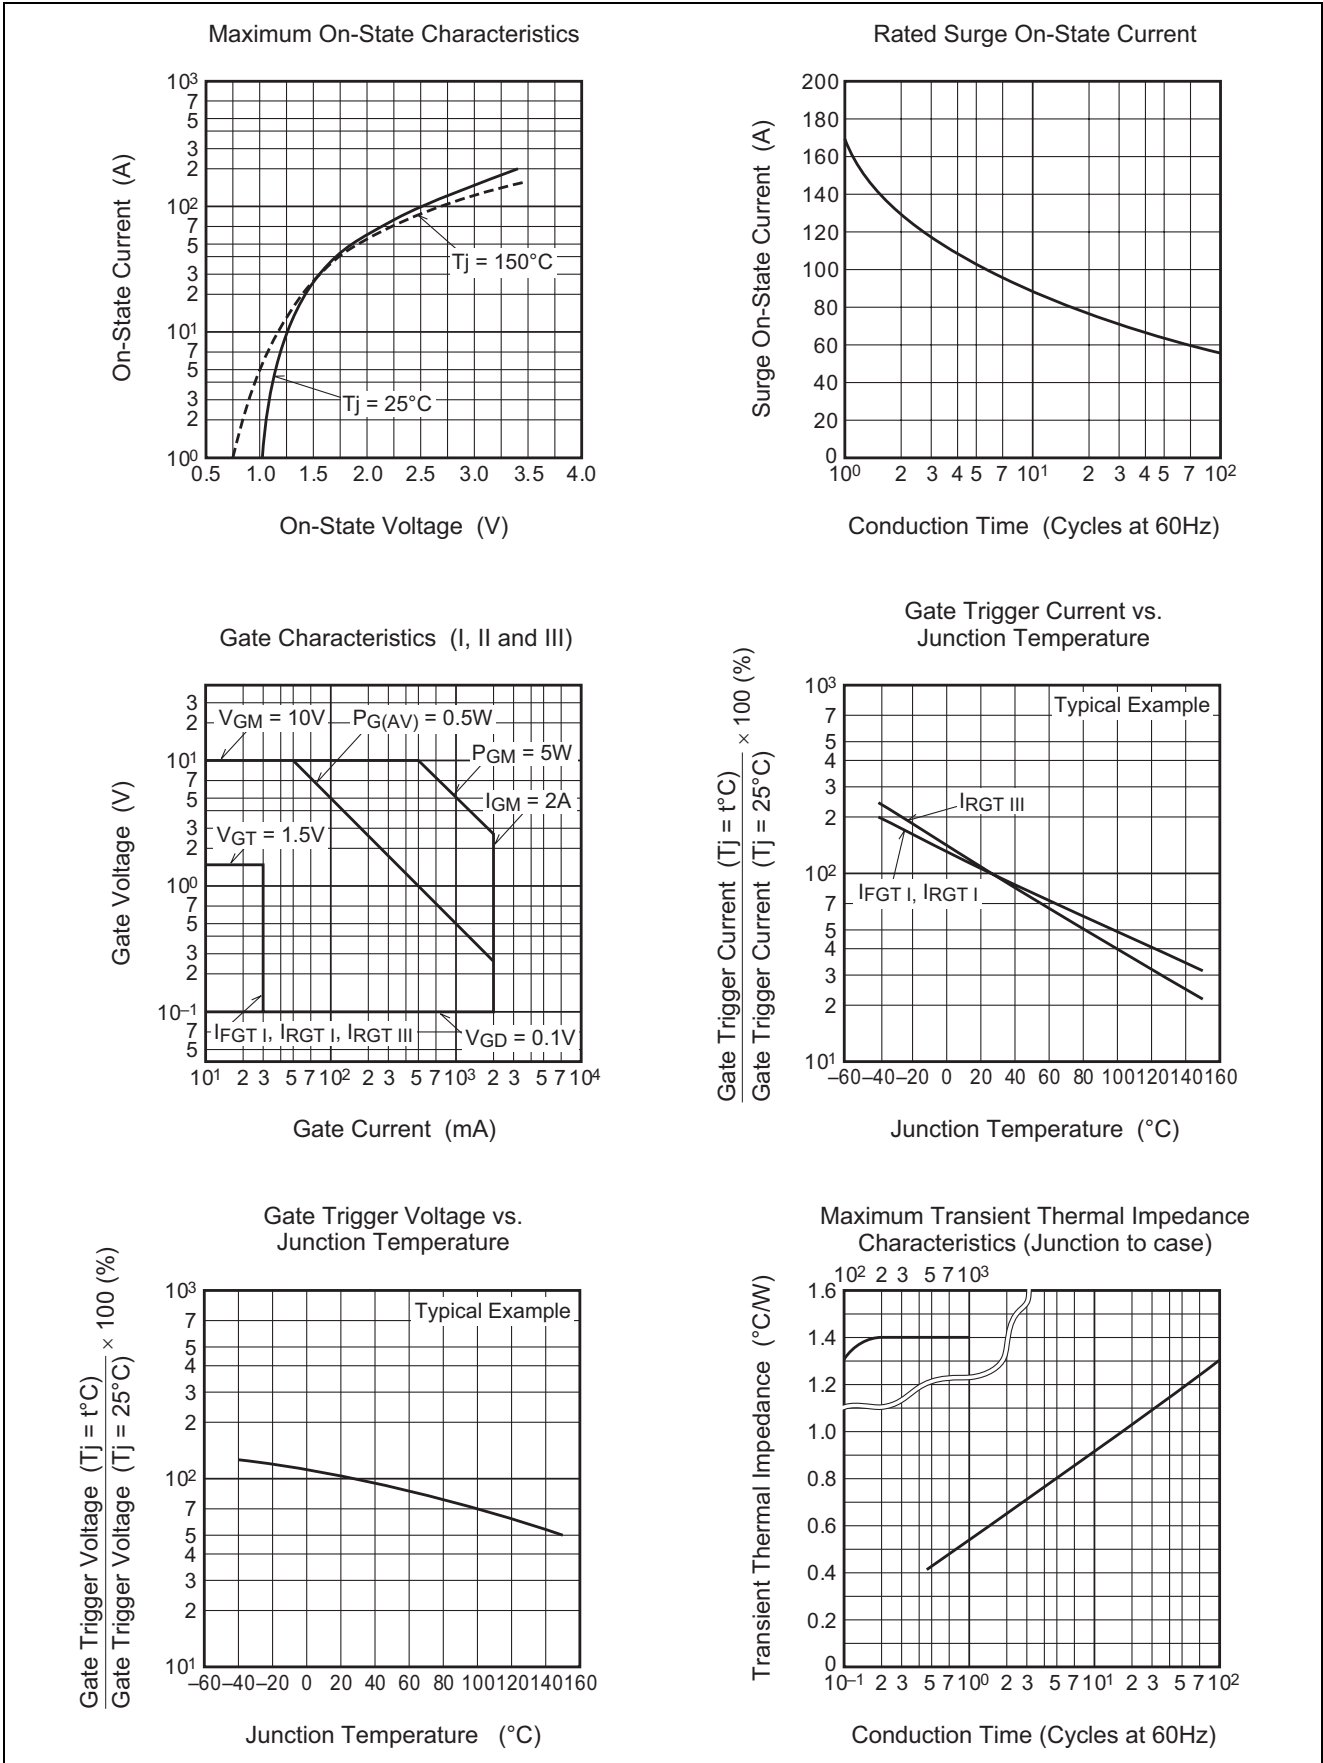 Maximum On-State Characteristics
On-State Current (A)
10³
7
5
3
2
10²
7
5
3
2
10¹
7
5
3
2
10⁰
Tj = 150°C
Tj = 25°C
0.5 1.0 1.5 2.0 2.5 3.0 3.5 4.0
On-State Voltage (V)
Rated Surge On-State Current
Surge On-State Current (A)
200
180
160
140
120
100
80
60
40
20
0
10⁰ 2 3 4 5 7 10¹ 2 3 4 5 7 10²
Conduction Time (Cycles at 60Hz)
Gate Characteristics (I, II and III)
Gate Voltage (V)
3
2
10¹
7
5
3
2
10⁰
7
5
3
2
10⁻¹
7
5
VGM = 10V
PG(AV) = 0.5W
PGM = 5W
IGM = 2A
VGT = 1.5V
IFGT I, IRGT I, IRGT III
VGD = 0.1V
10¹ 2 3 5 7 10² 2 3 5 7 10³ 2 3 5 7 10⁴
Gate Current (mA)
Gate Trigger Current vs.
Junction Temperature
Gate Trigger Current (Tj = t°C)
Gate Trigger Current (Tj = 25°C)
× 100 (%)
10³
7
5
4
3
2
10²
7
5
4
3
2
10¹
Typical Example
IRGT III
IFGT I, IRGT I
–60 –40 –20 0 20 40 60 80 100 120 140 160
Junction Temperature (°C)
Gate Trigger Voltage vs.
Junction Temperature
Gate Trigger Voltage (Tj = t°C)
Gate Trigger Voltage (Tj = 25°C)
× 100 (%)
10³
7
5
4
3
2
10²
7
5
4
3
2
10¹
Typical Example
–60 –40 –20 0 20 40 60 80 100 120 140 160
Junction Temperature (°C)
Maximum Transient Thermal Impedance
Characteristics (Junction to case)
Transient Thermal Impedance (°C/W)
10² 2 3 5 7 10³
1.6
1.4
1.2
1.0
0.8
0.6
0.4
0.2
0
10⁻¹ 2 3 5 7 10⁰ 2 3 5 7 10¹ 2 3 5 7 10²
Conduction Time (Cycles at 60Hz)